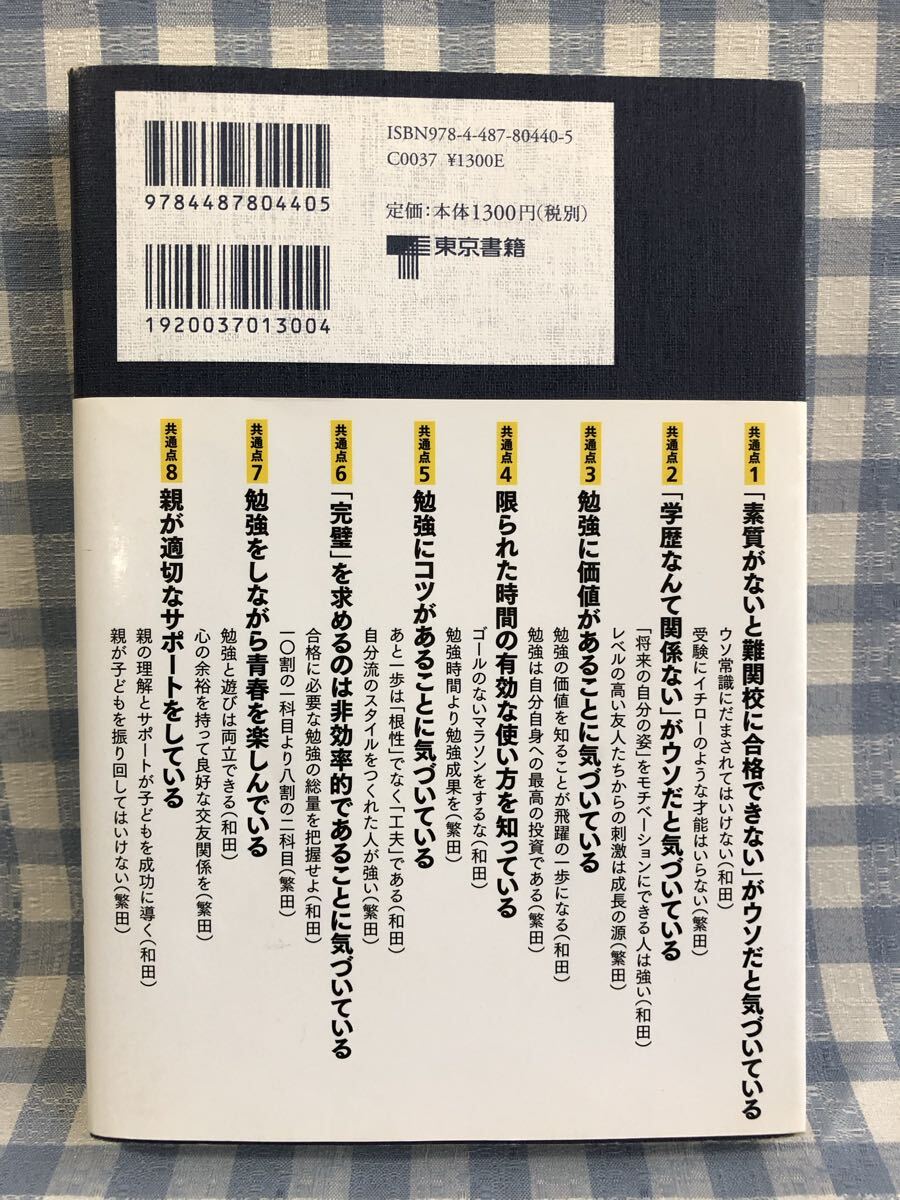 9784487804405
1920037013004
ISBN978-4-487-80440-5
C0037 ¥1300E
定価：本体1300円（税別）
東京書籍
共通点1
「素質がないと難関校に合格できない」がウソだと気づいている
ウソ常識にだまされてはいけない（和田）
受験にイチローのような才能はいらない（繁田）
共通点2
「学歴なんて関係ない」がウソだと気づいている
「将来の自分の姿」をモチベーションにできる人は強い（和田）
レベルの高い友人たちからの刺激は成長の源（繁田）
共通点3
勉強に価値があることに気づいている
勉強の価値を知ることが飛躍の一歩になる（和田）
勉強は自分自身への最高の投資である（繁田）
共通点4
限られた時間の有効な使い方を知っている
ゴールのないマラソンをするな（和田）
勉強時間より勉強成果を（繁田）
共通点5
勉強にコツがあることに気づいている
あと一歩は「根性」でなく「工夫」である（和田）
自分流のスタイルをつくれた人が強い（繁田）
共通点6
「完璧」を求めるのは非効率的であることに気づいている
合格に必要な勉強の総量を把握せよ（和田）
一〇割の一科目より八割の二科目（繁田）
共通点7
勉強をしながら青春を楽しんでいる
勉強と遊びは両立できる（和田）
心の余裕を持って良好な交友関係を（繁田）
共通点8
親が適切なサポートをしている
親の理解とサポートが子どもを成功に導く（和田）
親が子どもを振り回してはいけない（繁田）